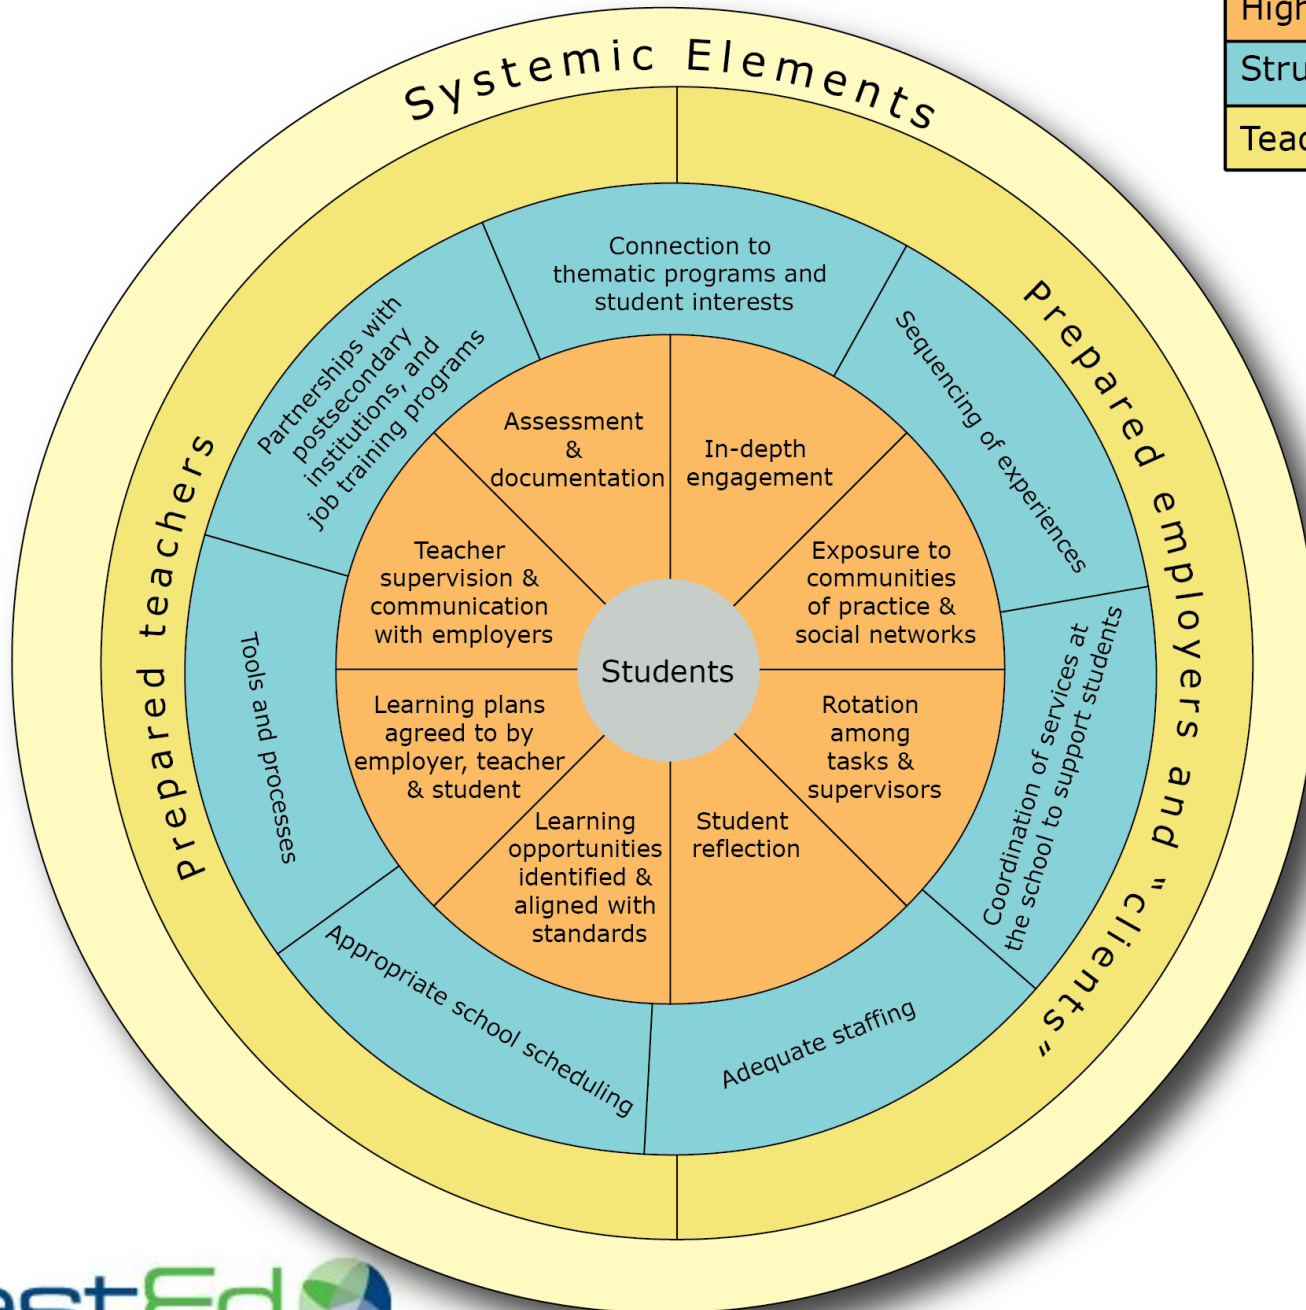 Systemic Elements
Prepared teachers
Prepared employers and "clients"
Connection to
thematic programs and
student interests
Sequencing of experiences
Coordination of services at
the school to support students
Adequate staffing
Appropriate school scheduling
Tools and processes
Partnerships with
postsecondary
institutions, and
job training programs
Assessment
&
documentation
In-depth
engagement
Exposure to
communities
of practice &
social networks
Rotation
among
tasks &
supervisors
Student
reflection
Learning
opportunities
identified &
aligned with
standards
Learning plans
agreed to by
employer, teacher
& student
Teacher
supervision &
communication
with employers
Students